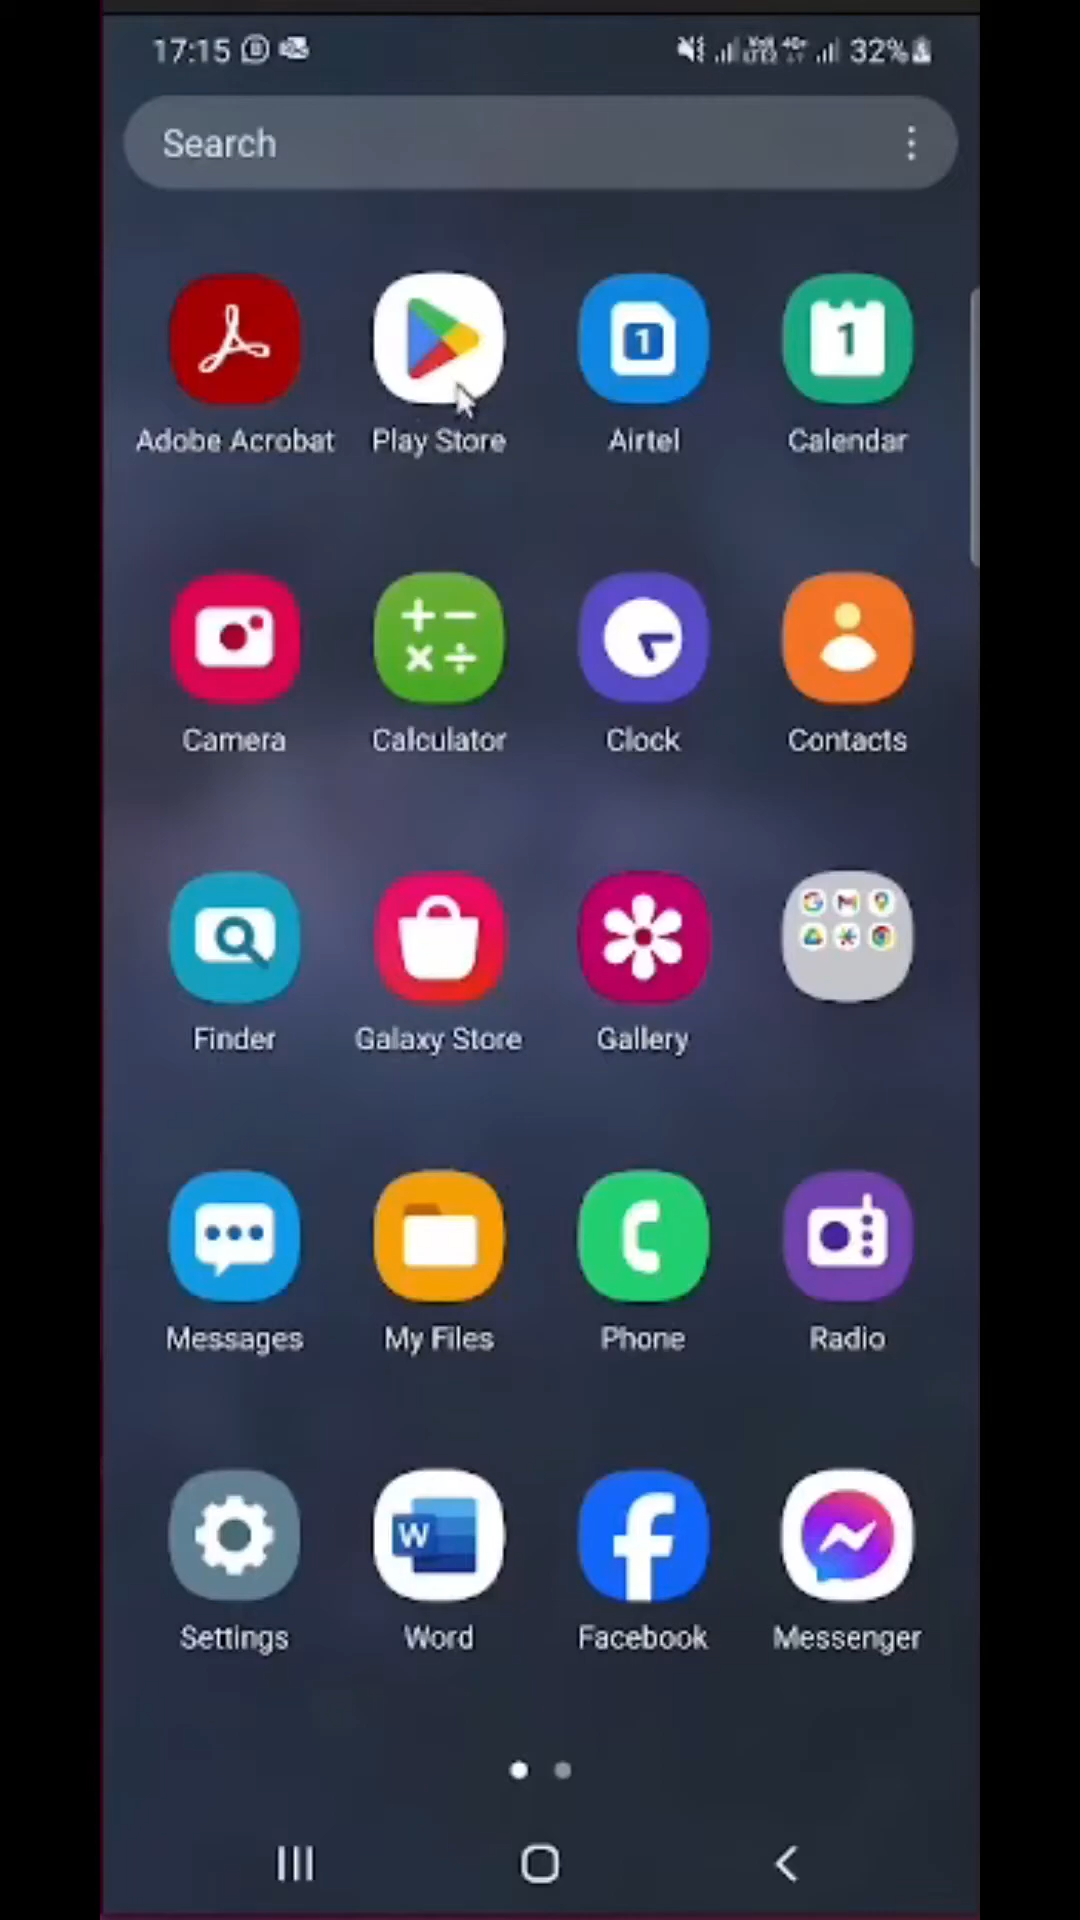 17:15 32%
Search
Adobe Acrobat Play Store Airtel Calendar
Camera Calculator Clock Contacts
Finder Galaxy Store Gallery
Messages My Files Phone Radio
Settings Word Facebook Messenger